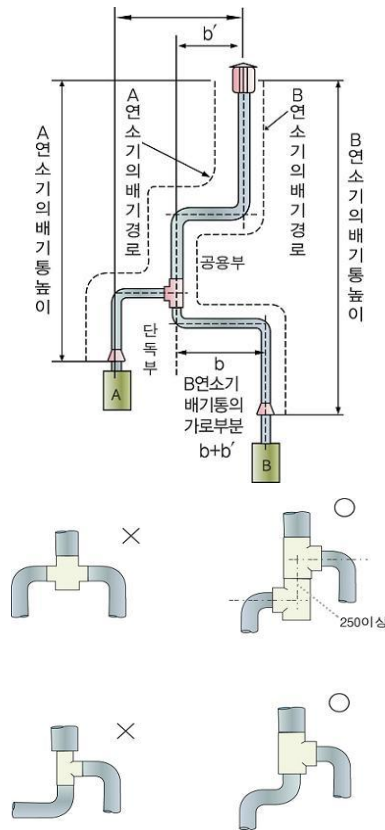 b′
A연소기의배기통높이
A연소기의배기경로
B연소기의배기경로
B연소기의배기통높이
공용부
단독부
b
B연소기
배기통의
가로부분
b+b′
A
B
×
○
250이상
×
○